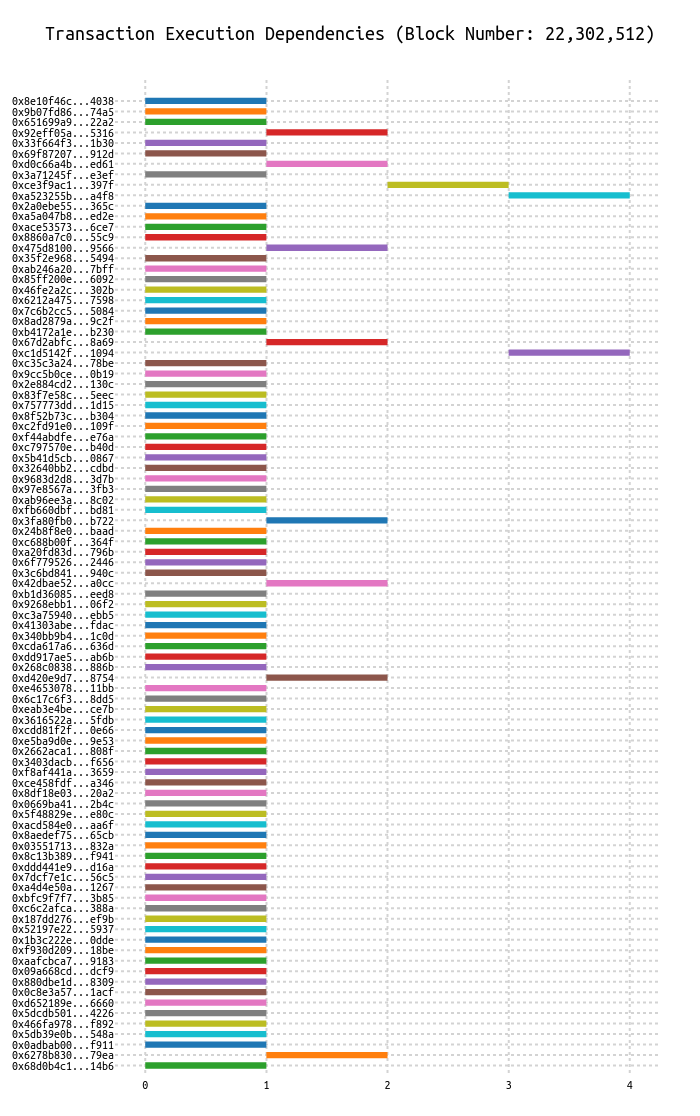 Transaction Execution Dependencies (Block Number: 22,302,512)
0x8e10f46c...4038
0x9b07fd86...74a5
0x651699a9...22a2
0x92eff05a...5316
0x33f664f3...1b30
0x69f87207...912d
0xd0c66a4b...ed61
0x3a71245f...e3ef
0xce3f9ac1...397f
0xa523255b...a4f8
0x2a0ebe55...365c
0xa5a047b8...ed2e
0xace53573...6ce7
0x8860a7c0...55c9
0x475d8100...9566
0x35f2e968...5494
0xab246a20...7bff
0x85ff200e...6092
0x46fe2a2c...302b
0x6212a475...7598
0x7c6b2cc5...5084
0x8ad2879a...9c2f
0xb4172a1e...b230
0x67d2abfc...8a69
0xc1d5142f...1094
0xc35c3a24...78be
0x9cc5b0ce...0b19
0x2e884cd2...130c
0x83f7e58c...5eec
0x757773dd...1d15
0x8f52b73c...b304
0xc2fd91e0...109f
0xf44abdfe...e76a
0xc797570e...b40d
0x5b41d5cb...0867
0x32640bb2...cdbd
0x9683d2d8...3d7b
0x97e8567a...3fb3
0xab96ee3a...8c02
0xfb660dbf...bd81
0x3fa80fb0...b722
0x24b8f8e0...baad
0xc688b00f...364f
0xa20fd83d...796b
0x6f779526...2446
0x3c6bd841...940c
0x42dbae52...a0cc
0xb1d36085...eed8
0x9268ebb1...06f2
0xc3a75940...ebb5
0x41303abe...fdac
0x340bb9b4...1c0d
0xcda617a6...636d
0xdd917ae5...ab6b
0x268c0838...886b
0xd420e9d7...8754
0xe4653078...11bb
0x6c17c6f3...8dd5
0xeab3e4be...ce7b
0x3616522a...5fdb
0xcdd81f2f...0e66
0xe5ba9d0e...9e53
0x2662aca1...808f
0x3403dacb...f656
0xf8af441a...3659
0xce458fdf...a346
0x8df18e03...20a2
0x0669ba41...2b4c
0x5f48829e...e80c
0xacd584e0...aa6f
0x8aedef75...65cb
0x03551713...832a
0x8c13b389...f941
0xddd441e9...d16a
0x7dcf7e1c...56c5
0xa4d4e50a...1267
0xbfc9f7f7...3b85
0xc6c2afca...388a
0x187dd276...ef9b
0x52197e22...5937
0x1b3c222e...0dde
0xf930d209...18be
0xaafcbca7...9183
0x09a668cd...dcf9
0x880dbe1d...8309
0x0c8e3a57...1acf
0xd652189e...6660
0x5dcdb501...4226
0x466fa978...f892
0x5db39e0b...548a
0x0adbab00...f911
0x6278b830...79ea
0x68d0b4c1...14b6
0 1 2 3 4